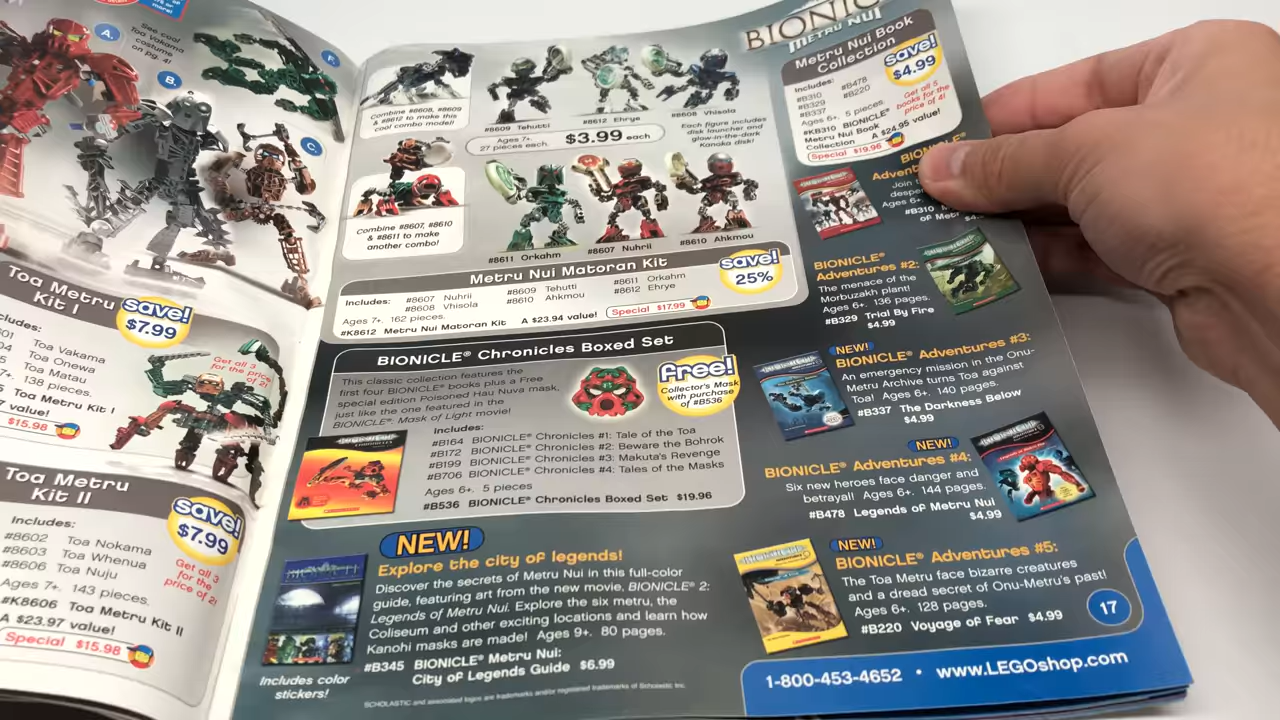 or
more!
A.
See cool
Toa Vakama
costume
on pg. 4!
B.
F.
C.
Toa Metru
Kit I
save!
$7.99
Includes:
Toa Vakama
Toa Onewa
Toa Matau
138 pieces.
Toa Metru Kit I
value!
$15.98
Get all 3
for the
price of 2!
Toa Metru
Kit II
save!
$7.99
Includes:
#8602 Toa Nokama
#8603 Toa Whenua
#8606 Toa Nuju
Ages 7+. 143 pieces.
#K8606 Toa Metru Kit II
A $23.97 value!
Special $15.98
Get all 3
for the
price of 2!
Combine #8608, #8609
& #8612 to make this
cool combo model!
#8609 Tehutti
#8612 Ehrye
#8608 Vhisola
Ages 7+.
27 pieces each.
$3.99 each
Each figure includes
disk launcher and
glow-in-the-dark
Kanoka disk!
Combine #8607, #8610
& #8611 to make
another combo!
#8611 Orkahm
#8607 Nuhrii
#8610 Ahkmou
Metru Nui Matoran Kit
save!
25%
Includes:
#8607 Nuhrii
#8608 Vhisola
#8609 Tehutti
#8610 Ahkmou
#8611 Orkahm
#8612 Ehrye
Ages 7+. 162 pieces.
#K8612 Metru Nui Matoran Kit A $23.94 value!
Special $17.99
BIONICLE® Chronicles Boxed Set
This classic collection features the
first four BIONICLE® books plus a Free
special edition Poisoned Hau Nuva mask,
just like the one featured in the
BIONICLE®: Mask of Light movie!
free!
Collector's Mask
with purchase
of #B536
Includes:
#B164 BIONICLE® Chronicles #1: Tale of the Toa
#B172 BIONICLE® Chronicles #2: Beware the Bohrok
#B199 BIONICLE® Chronicles #3: Makuta's Revenge
#B706 BIONICLE® Chronicles #4: Tales of the Masks
Ages 6+. 5 pieces
#B536 BIONICLE® Chronicles Boxed Set $19.96
NEW!
Explore the city of legends!
Discover the secrets of Metru Nui in this full-color
guide, featuring art from the new movie, BIONICLE® 2:
Legends of Metru Nui. Explore the six metru, the
Coliseum and other exciting locations and learn how
Kanohi masks are made! Ages 9+. 80 pages.
#B345 BIONICLE® Metru Nui:
City of Legends Guide $6.99
Includes color
stickers!
SCHOLASTIC and associated logos are trademarks and/or registered trademarks of Scholastic Inc.
BIONIC
METRU NUI
Metru Nui Book
Collection
save!
$4.99
Includes:
#B310 #B478
#B329 #B220
#B337
Ages 6+. 5 pieces
#KB310 BIONICLE®
Metru Nui Book
Collection A $24.95 value!
Special $19.96
Get all 5
books for the
price of 4!
BIONICLE®
Adventu
Join
desper
Ages 6+.
#B310
of Metr
BIONICLE®
Adventures #2:
The menace of the
Morbuzakh plant!
Ages 6+. 136 pages.
#B329 Trial By Fire
$4.99
NEW!
BIONICLE® Adventures #3:
An emergency mission in the Onu-
Metru Archive turns Toa against
Toa! Ages 6+. 140 pages.
#B337 The Darkness Below
$4.99
NEW!
BIONICLE® Adventures #4:
Six new heroes face danger and
betrayal! Ages 6+. 144 pages.
#B478 Legends of Metru Nui
$4.99
NEW!
BIONICLE® Adventures #5:
The Toa Metru face bizarre creatures
and a dread secret of Onu-Metru's past!
Ages 6+. 128 pages.
#B220 Voyage of Fear $4.99
17
1-800-453-4652 • www.LEGOshop.com